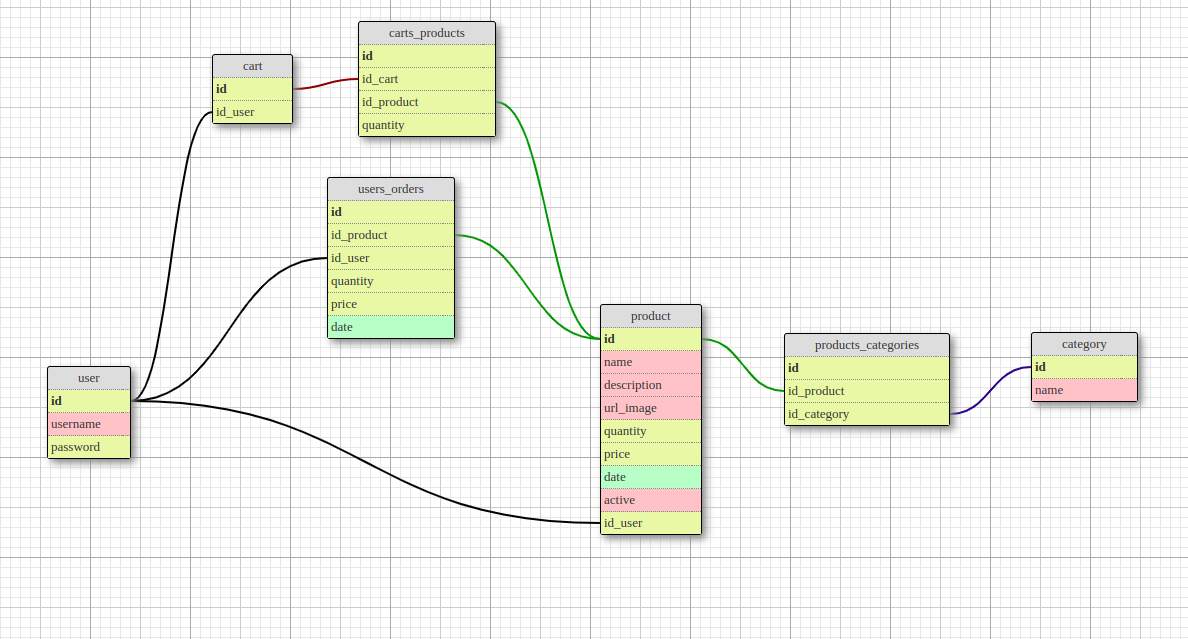 carts_products
id
id_cart
id_product
quantity
cart
id
id_user
users_orders
id
id_product
id_user
quantity
price
date
user
id
username
password
product
id
name
description
url_image
quantity
price
date
active
id_user
products_categories
id
id_product
id_category
category
id
name